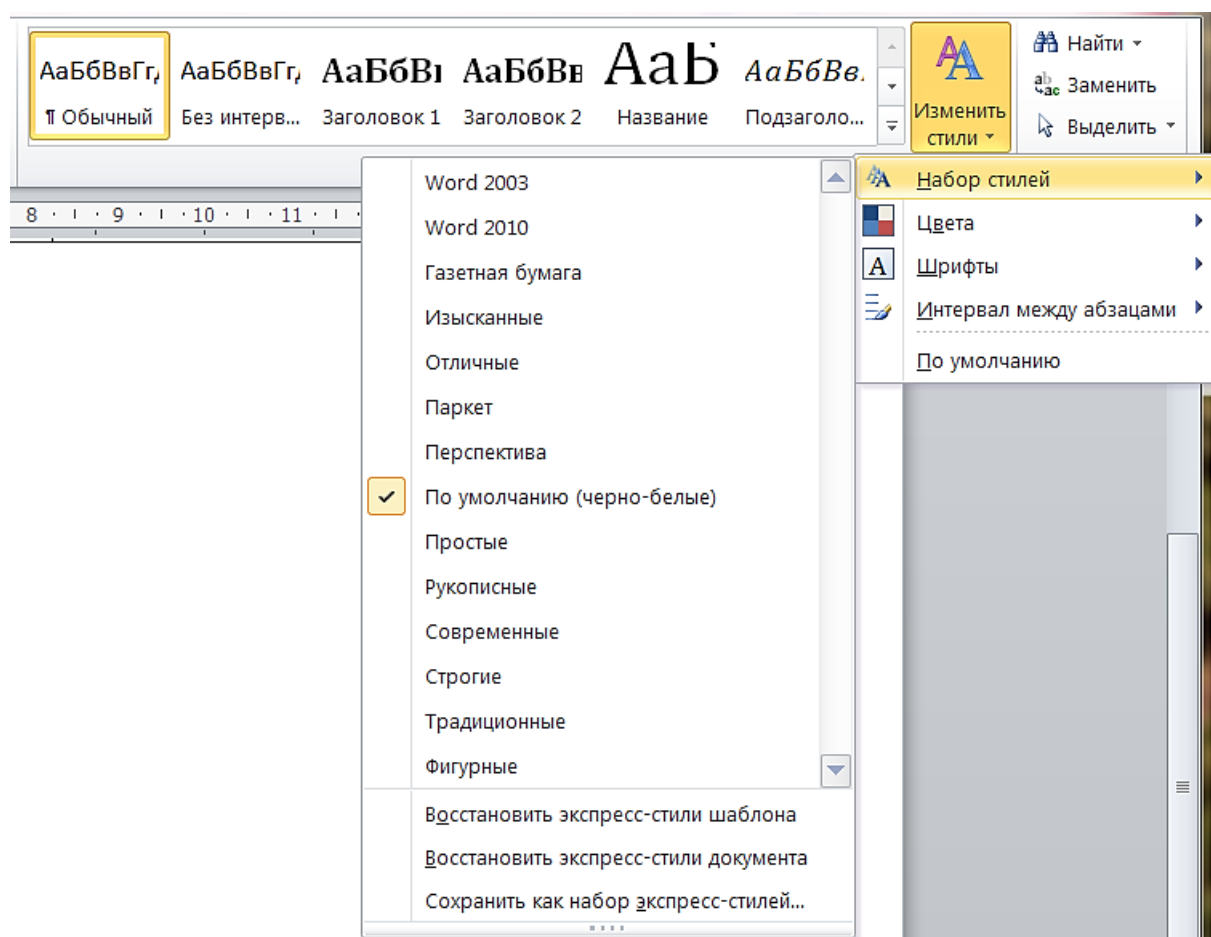 АаБбВвГг, АаБбВвГг, АаБбВı АаБбВв АаБ АаБбВв.
¶ Обычный Без интерв... Заголовок 1 Заголовок 2 Название Подзаголо...
Изменить
стили
Найти
Заменить
Выделить
8 9 10 11
Набор стилей
Цвета
Шрифты
Интервал между абзацами
По умолчанию
Word 2003
Word 2010
Газетная бумага
Изысканные
Отличные
Паркет
Перспектива
По умолчанию (черно-белые)
Простые
Рукописные
Современные
Строгие
Традиционные
Фигурные
Восстановить экспресс-стили шаблона
Восстановить экспресс-стили документа
Сохранить как набор экспресс-стилей...